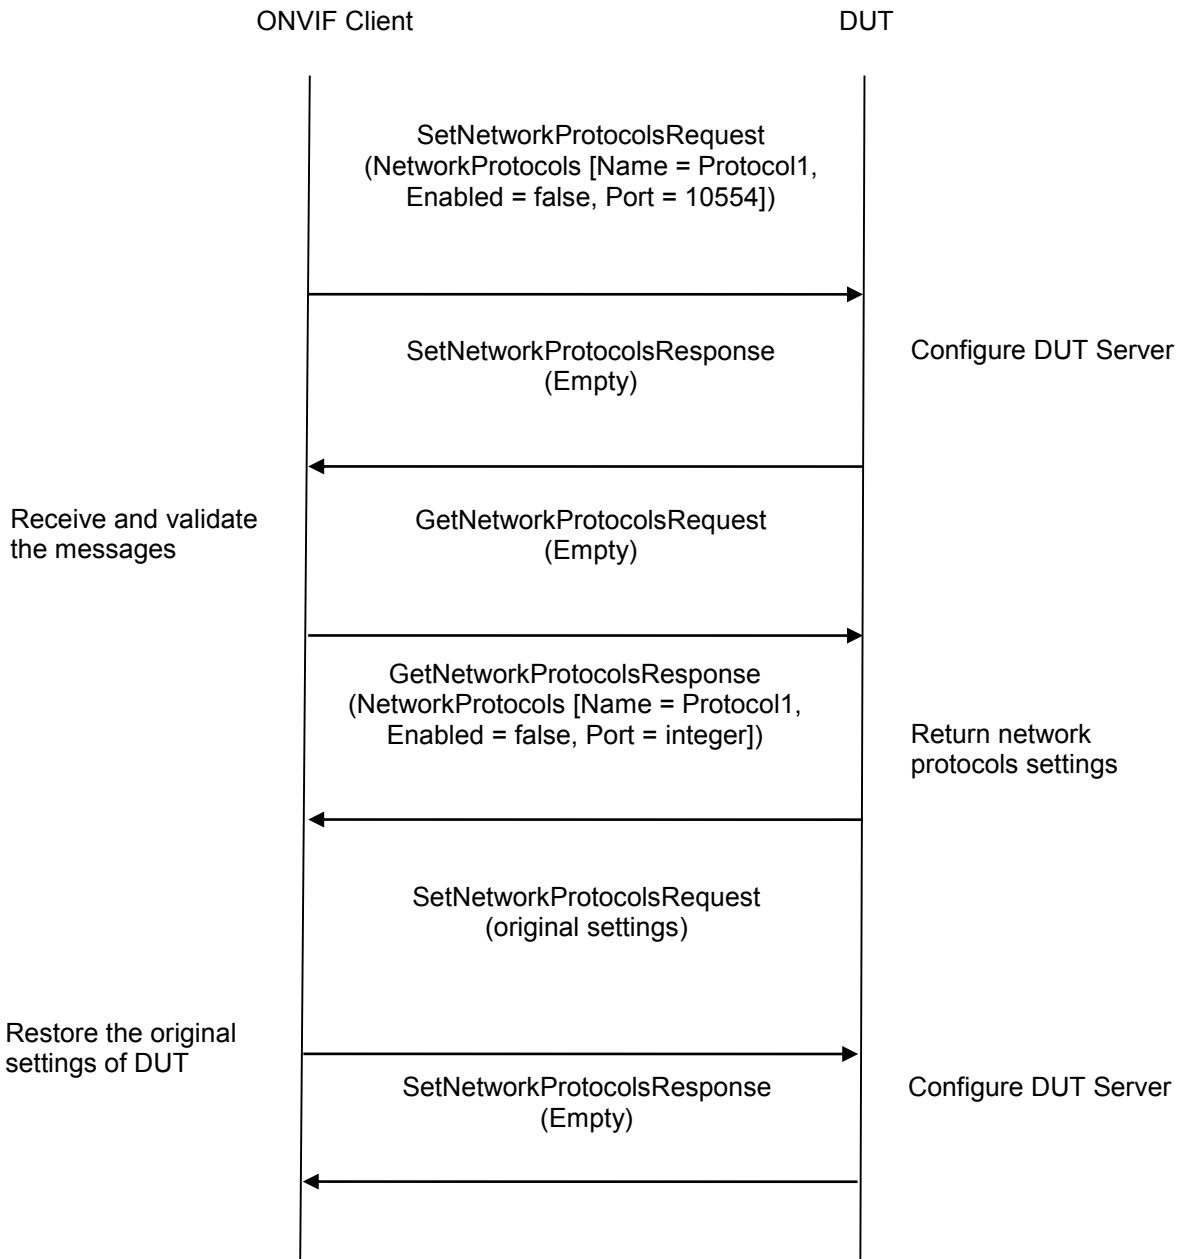 ONVIF Client
DUT
SetNetworkProtocolsRequest
(NetworkProtocols [Name = Protocol1,
Enabled = false, Port = 10554])
SetNetworkProtocolsResponse
(Empty)
Configure DUT Server
Receive and validate
the messages
GetNetworkProtocolsRequest
(Empty)
GetNetworkProtocolsResponse
(NetworkProtocols [Name = Protocol1,
Enabled = false, Port = integer])
Return network
protocols settings
SetNetworkProtocolsRequest
(original settings)
Restore the original
settings of DUT
SetNetworkProtocolsResponse
(Empty)
Configure DUT Server